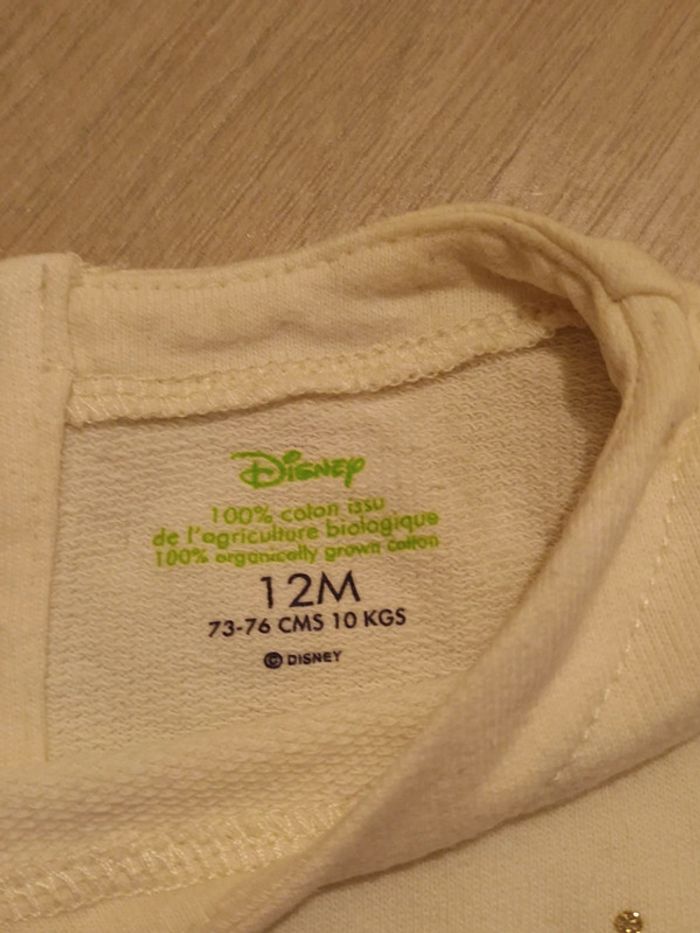 Disney
100% coton issu
de l'agriculture biologique
100% organically grown cotton
12M
73-76 CMS 10 KGS
© DISNEY